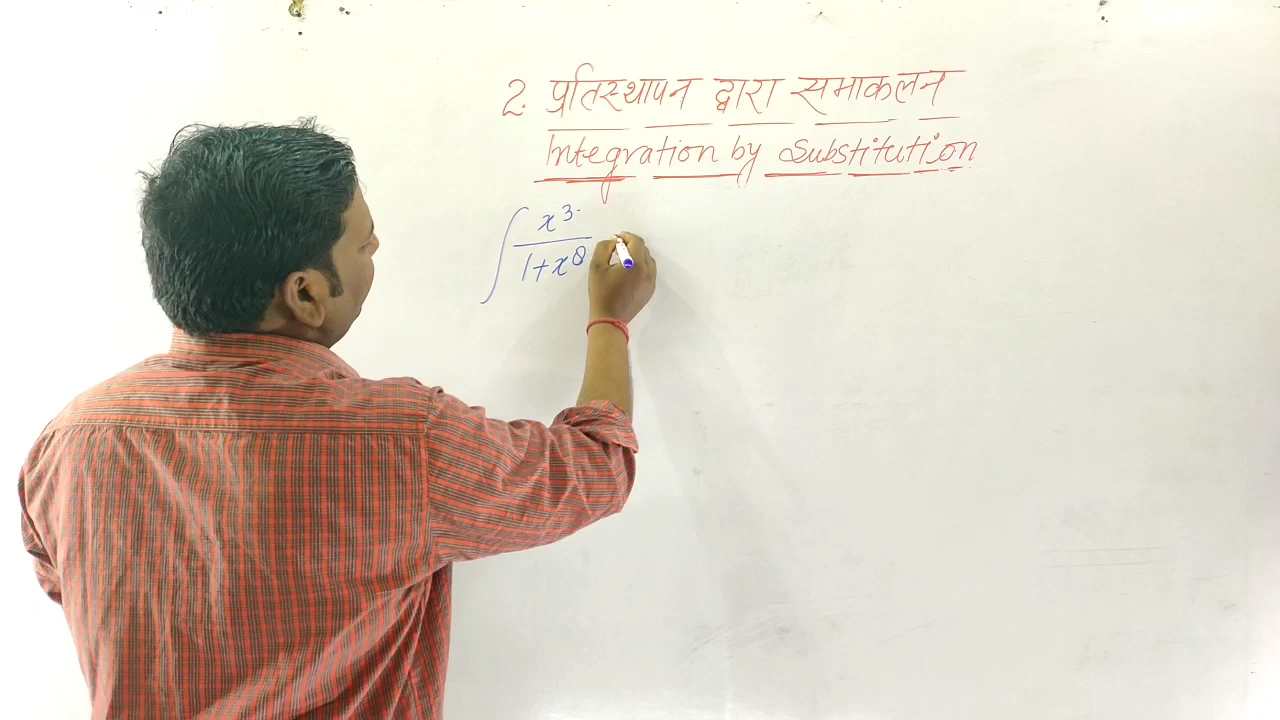 2. प्रतिस्थापन द्वारा समाकलन
Integration by Substitution
∫ x³ / 1+x⁸